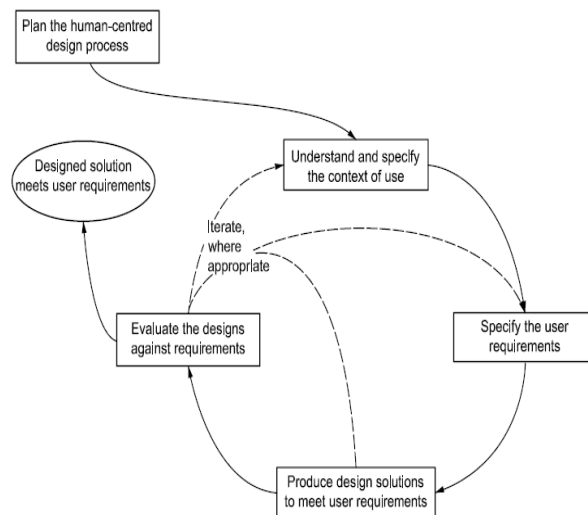 Plan the human-centred
design process
Understand and specify
the context of use
Designed solution
meets user requirements
Iterate,
where
appropriate
Evaluate the designs
against requirements
Specify the user
requirements
Produce design solutions
to meet user requirements